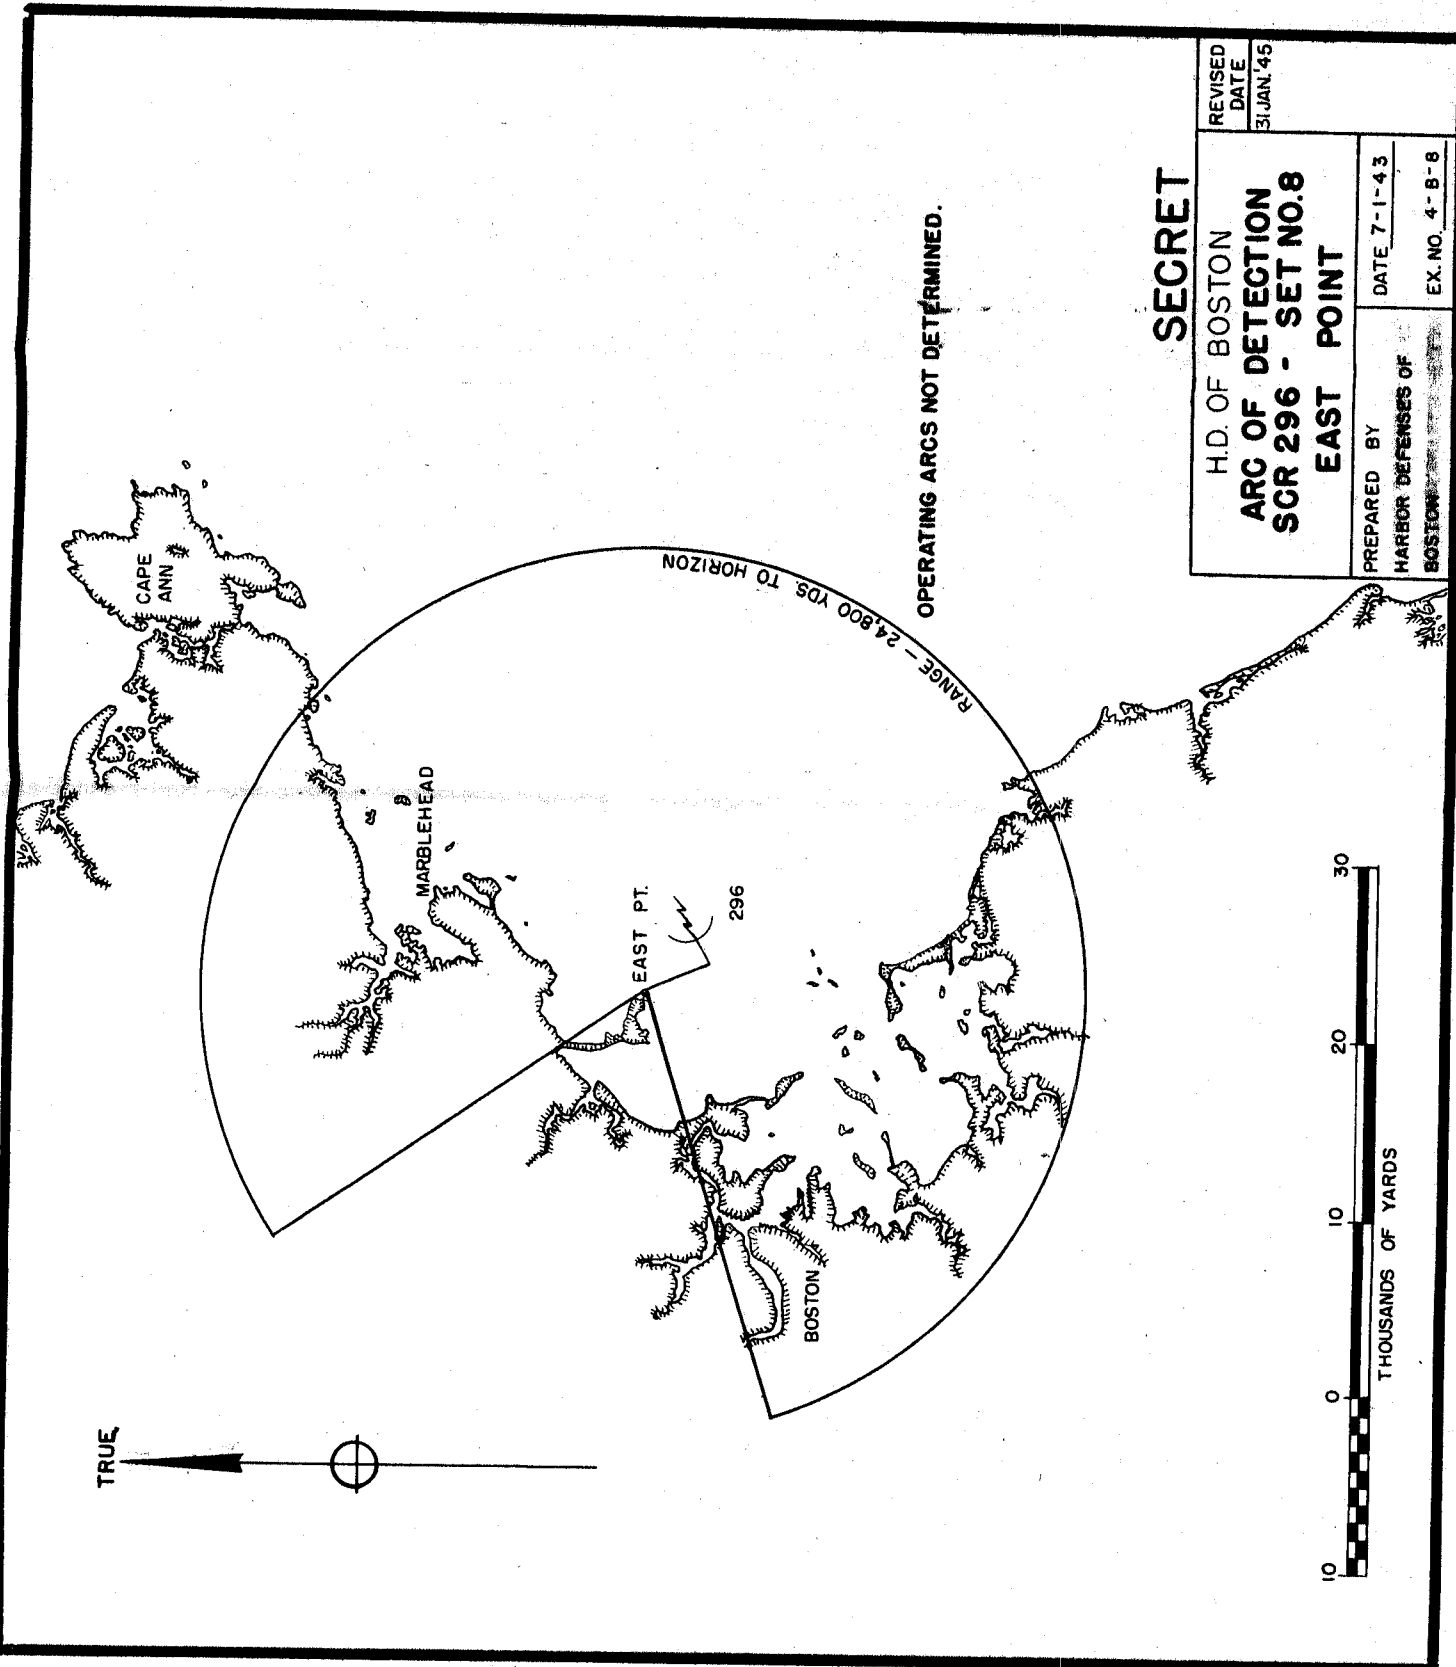 TRUE
CAPE
ANN
MARBLEHEAD
EAST PT.
296
BOSTON
RANGE — 24,800 YDS. TO HORIZON
OPERATING ARCS NOT DETERMINED.
SECRET
H.D. OF BOSTON
ARC OF DETECTION
SCR 296 - SET NO.8
EAST POINT
REVISED
DATE
31 JAN.'45
PREPARED BY
HARBOR DEFENSES OF
BOSTON
DATE 7-1-43
EX. NO. 4-B-8
10 0 10 20 30
THOUSANDS OF YARDS